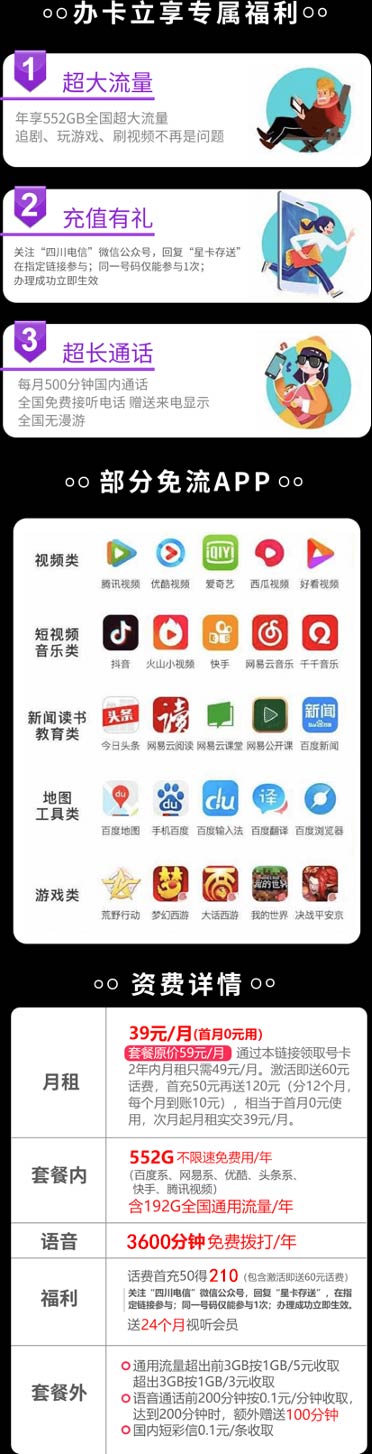 办卡立享专属福利
1
超大流量
年享552GB全国超大流量
追剧、玩游戏、刷视频不再是问题
2
充值有礼
关注“四川电信”微信公众号，回复“星卡存送”
在指定链接参与；同一号码仅能参与1次；
办理成功立即生效
3
超长通话
每月500分钟国内通话
全国免费接听电话 赠送来电显示
全国无漫游
部分免流APP
视频类
iQIYI
腾讯视频 优酷视频 爱奇艺 西瓜视频 好看视频
短视频
音乐类
抖音 火山小视频 快手 网易云音乐 千千音乐
新闻读书
教育类
头条 读 新闻
今日头条 网易云阅读 网易云课堂 网易公开课 百度新闻
地图
工具类
du du du 译
百度地图 手机百度 百度输入法 百度翻译 百度浏览器
游戏类
梦 我的世界
荒野行动 梦幻西游 大话西游 我的世界 决战平安京
资费详情
月租
39元/月(首月0元用)
套餐原价59元/月 通过本链接领取号卡
2年内月租只需49元/月。激活即送60元
话费，首充50元再送120元（分12个月，
每个月到账10元），相当于首月0元使
用，次月起月租实交39元/月。
套餐内
552G 不限速免费用/年
（百度系、网易系、优酷、头条系、
快手、腾讯视频）
含192G全国通用流量/年
语音
3600分钟免费拨打/年
福利
话费首充50得210（包含激活即送60元话费）
关注“四川电信”微信公众号，回复“星卡存送”，在指
定链接参与；同一号码仅能参与1次；办理成功立即生效。
送24个月视听会员
套餐外
通用流量超出前3GB按1GB/5元收取
超出3GB按1GB/3元收取
语音通话前200分钟按0.1元/分钟收取，
达到200分钟时，额外赠送100分钟
国内短彩信0.1元/条收取